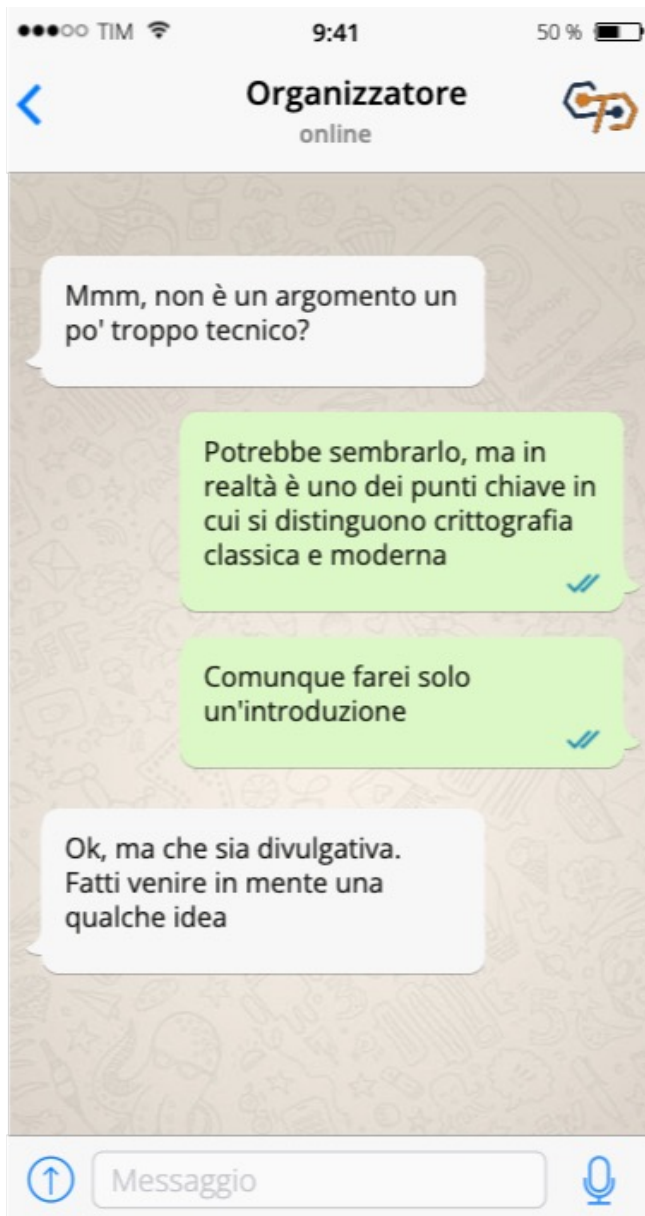 TIM 9:41 50 %
Organizzatore
online
Mmm, non è un argomento un
po' troppo tecnico?
Potrebbe sembrarlo, ma in
realtà è uno dei punti chiave in
cui si distinguono crittografia
classica e moderna
Comunque farei solo
un'introduzione
Ok, ma che sia divulgativa.
Fatti venire in mente una
qualche idea
Messaggio